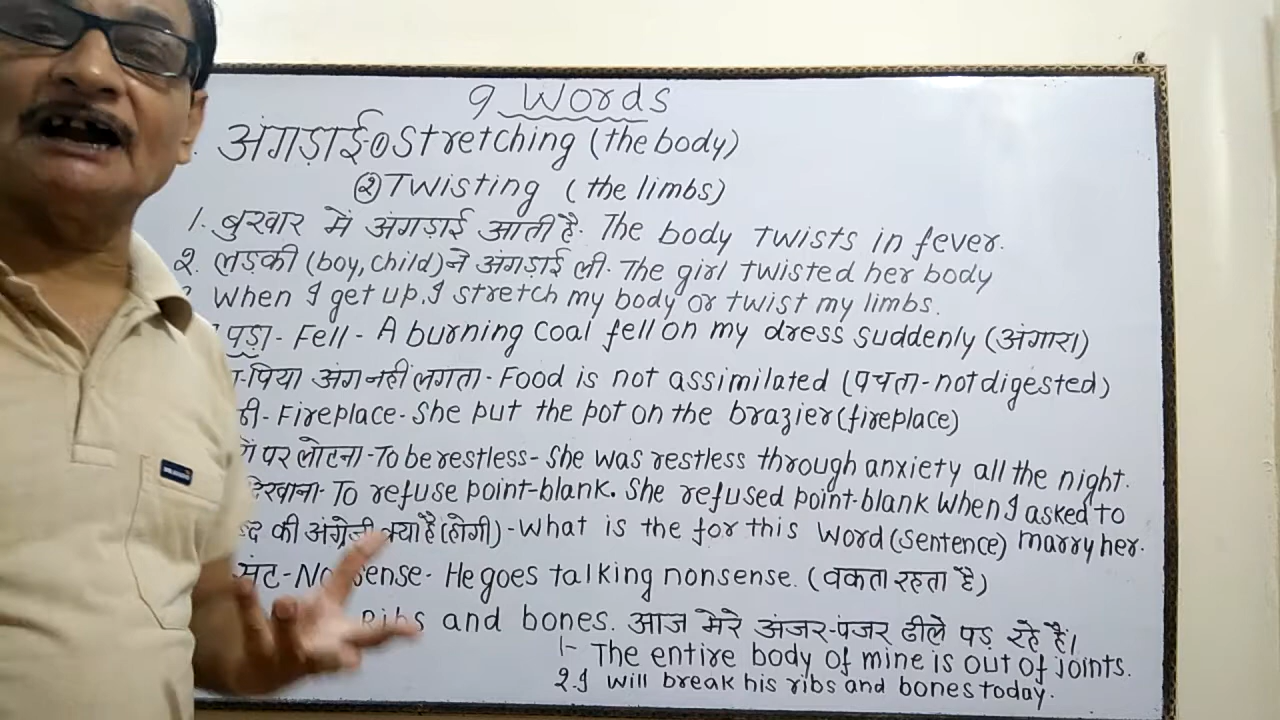 9 Words
अंगड़ाई ① Stretching (the body)
② Twisting (the limbs)
1. बुखार में अंगड़ाई आती है. The body twists in fever.
2. लड़की (boy, child) ने अंगड़ाई ली. The girl twisted her body
When I get up, I stretch my body or twist my limbs.
पड़ा - Fell - A burning coal fell on my dress suddenly (अंगारा)
पिया अंग नहीं लगता - Food is not assimilated (पचता - not digested)
Fireplace - She put the pot on the brazier (fireplace)
पर लोटना - To be restless - She was restless through anxiety all the night.
To refuse point-blank. She refused point-blank when I asked to
की अंग्रेजी क्या है (होगी) - What is the for this word (sentence) marry her.
Nonsense - He goes talking nonsense. (वकता रहता है)
Ribs and bones. आज मेरे अंजर-पंजर ढीले पड़ रहे हैं।
1- The entire body of mine is out of joints.
2. I will break his ribs and bones today.